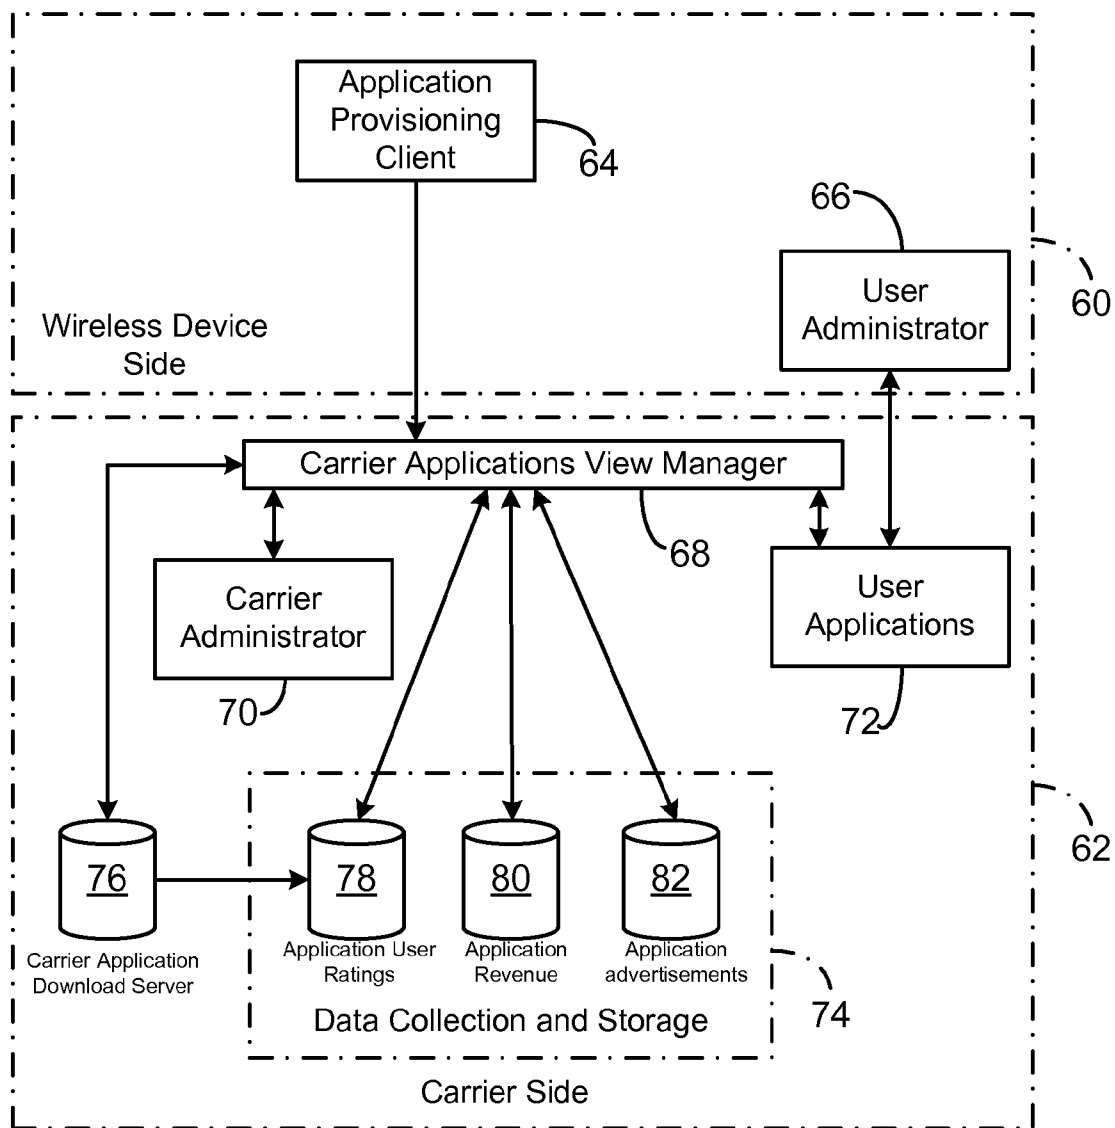 Application
Provisioning
Client
64
66
User
Administrator
60
Wireless Device
Side
Carrier Applications View Manager
68
Carrier
Administrator
70
User
Applications
72
62
76
78
80
82
Carrier Application
Download Server
Application User
Ratings
Application
Revenue
Application
advertisements
74
Data Collection and Storage
Carrier Side